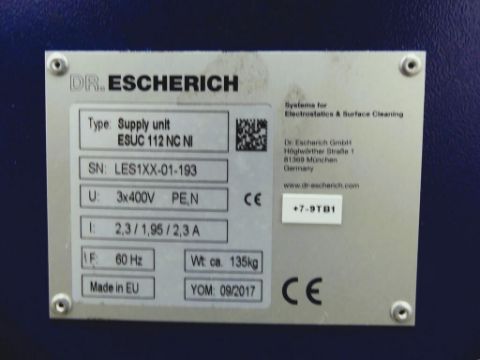 DR. ESCHERICH
Systems for
Electrostatics & Surface Cleaning
Type: Supply unit
ESUC 112 NC NI
SN: LES1XX-01-193
U: 3x400V PE,N
I: 2,3 / 1,95 / 2,3 A
F: 60 Hz
Wt: ca. 135kg
Made in EU
YOM: 09/2017
CE
Dr. Escherich GmbH
Höglwörther Straße 1
81369 München
Germany
www.dr-escherich.com
+7-9TB1
CE